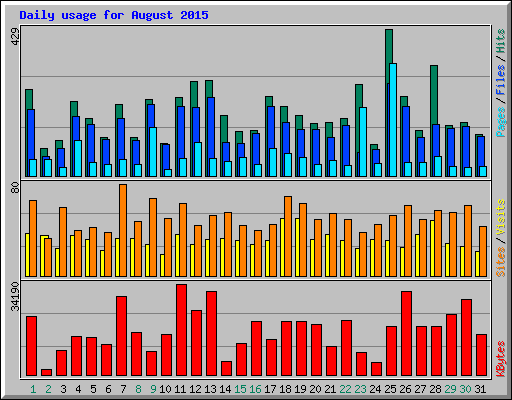 Daily usage for August 2015
429
Pages / Files / Hits
80
Sites / Visits
34190
KBytes
1 2 3 4 5 6 7 8 9 10 11 12 13 14 15 16 17 18 19 20 21 22 23 24 25 26 27 28 29 30 31